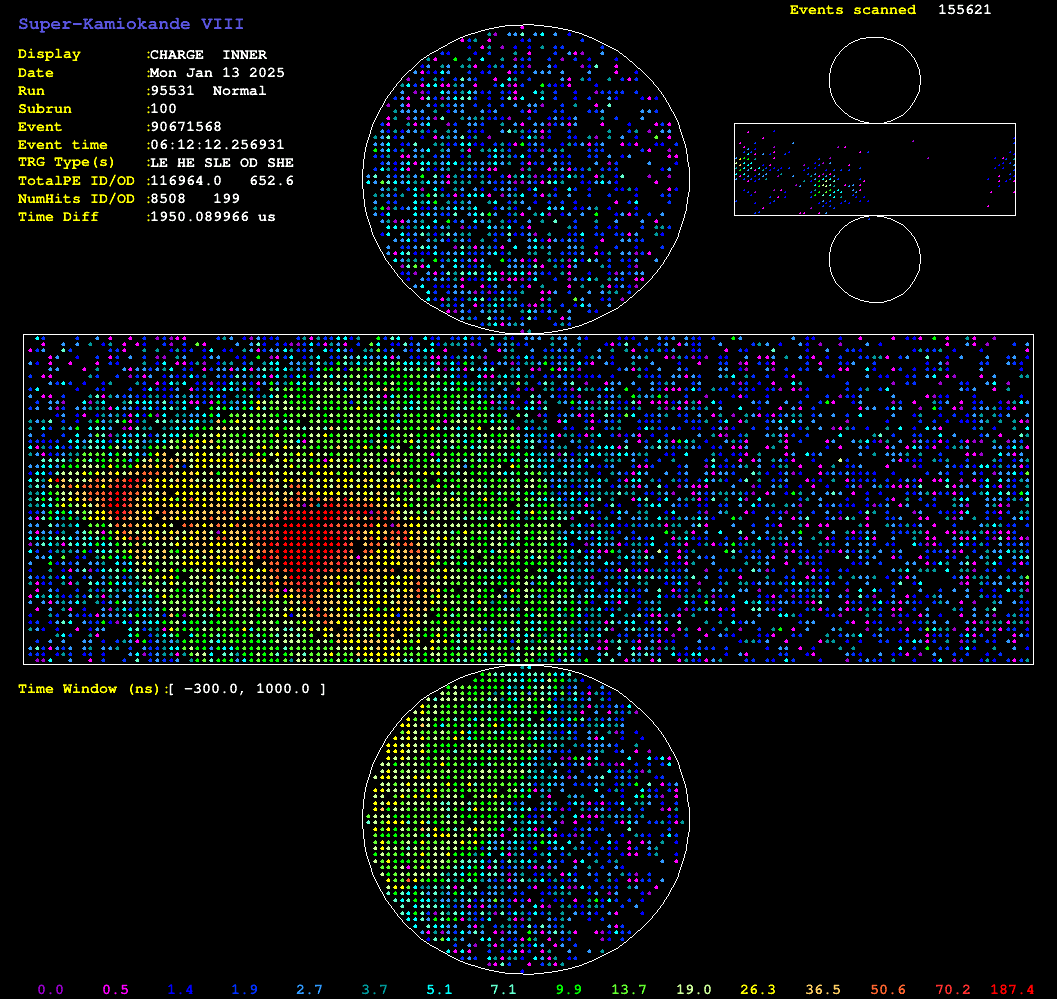 Super-Kamiokande VIII
Events scanned 155621
Display :CHARGE INNER
Date :Mon Jan 13 2025
Run :95531 Normal
Subrun :100
Event :90671568
Event time :06:12:12.256931
TRG Type(s) :LE HE SLE OD SHE
TotalPE ID/OD :116964.0 652.6
NumHits ID/OD :8508 199
Time Diff :1950.089966 us
Time Window (ns):[ -300.0, 1000.0 ]
0.0 0.5 1.4 1.9 2.7 3.7 5.1 7.1 9.9 13.7 19.0 26.3 36.5 50.6 70.2 187.4